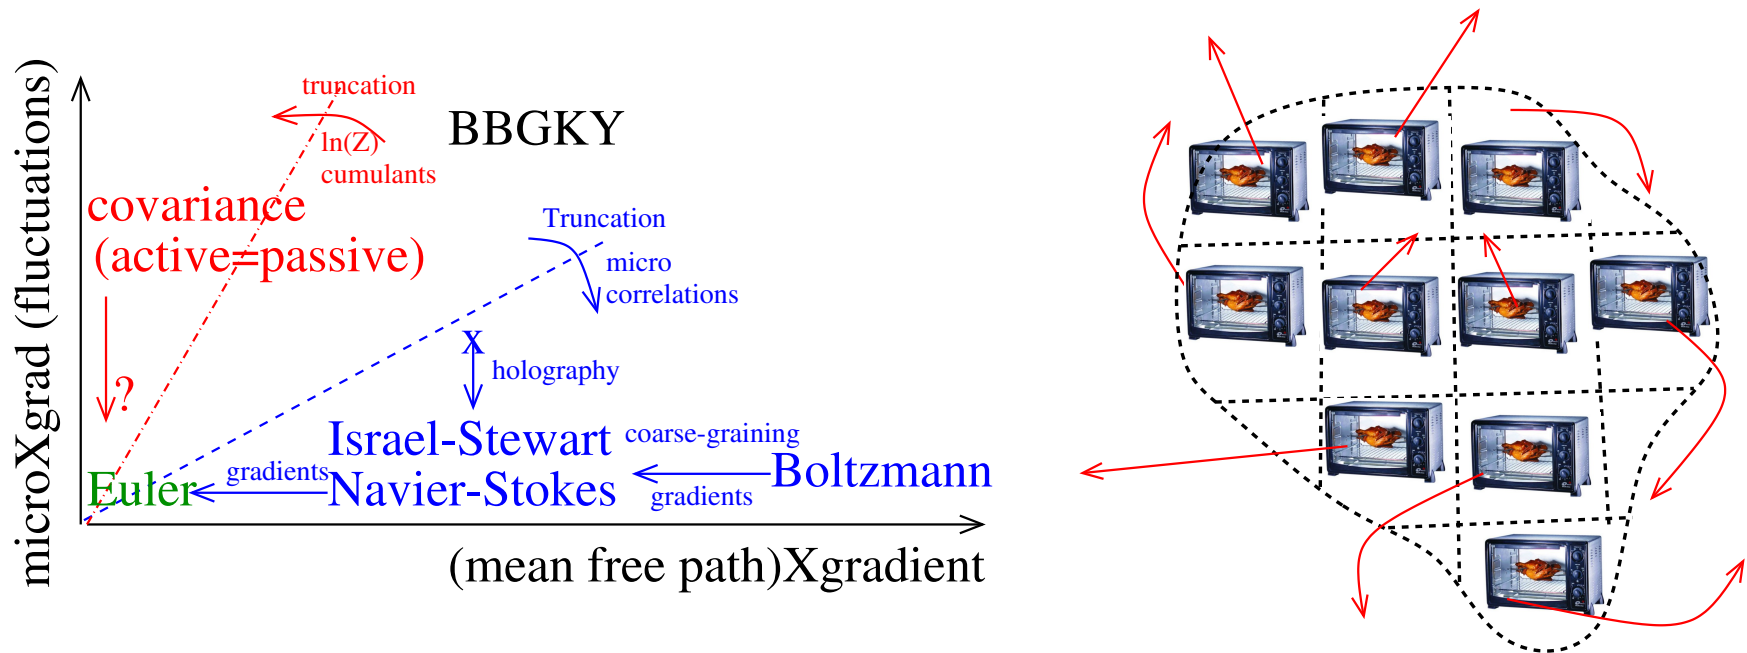 microXgrad (fluctuations)
truncation
BBGKY
ln(Z)
cumulants
covariance
(active=passive)
Truncation
micro
correlations
X
holography
?
Israel-Stewart
coarse-graining
Euler
gradients
Navier-Stokes
gradients
Boltzmann
(mean free path)Xgradient